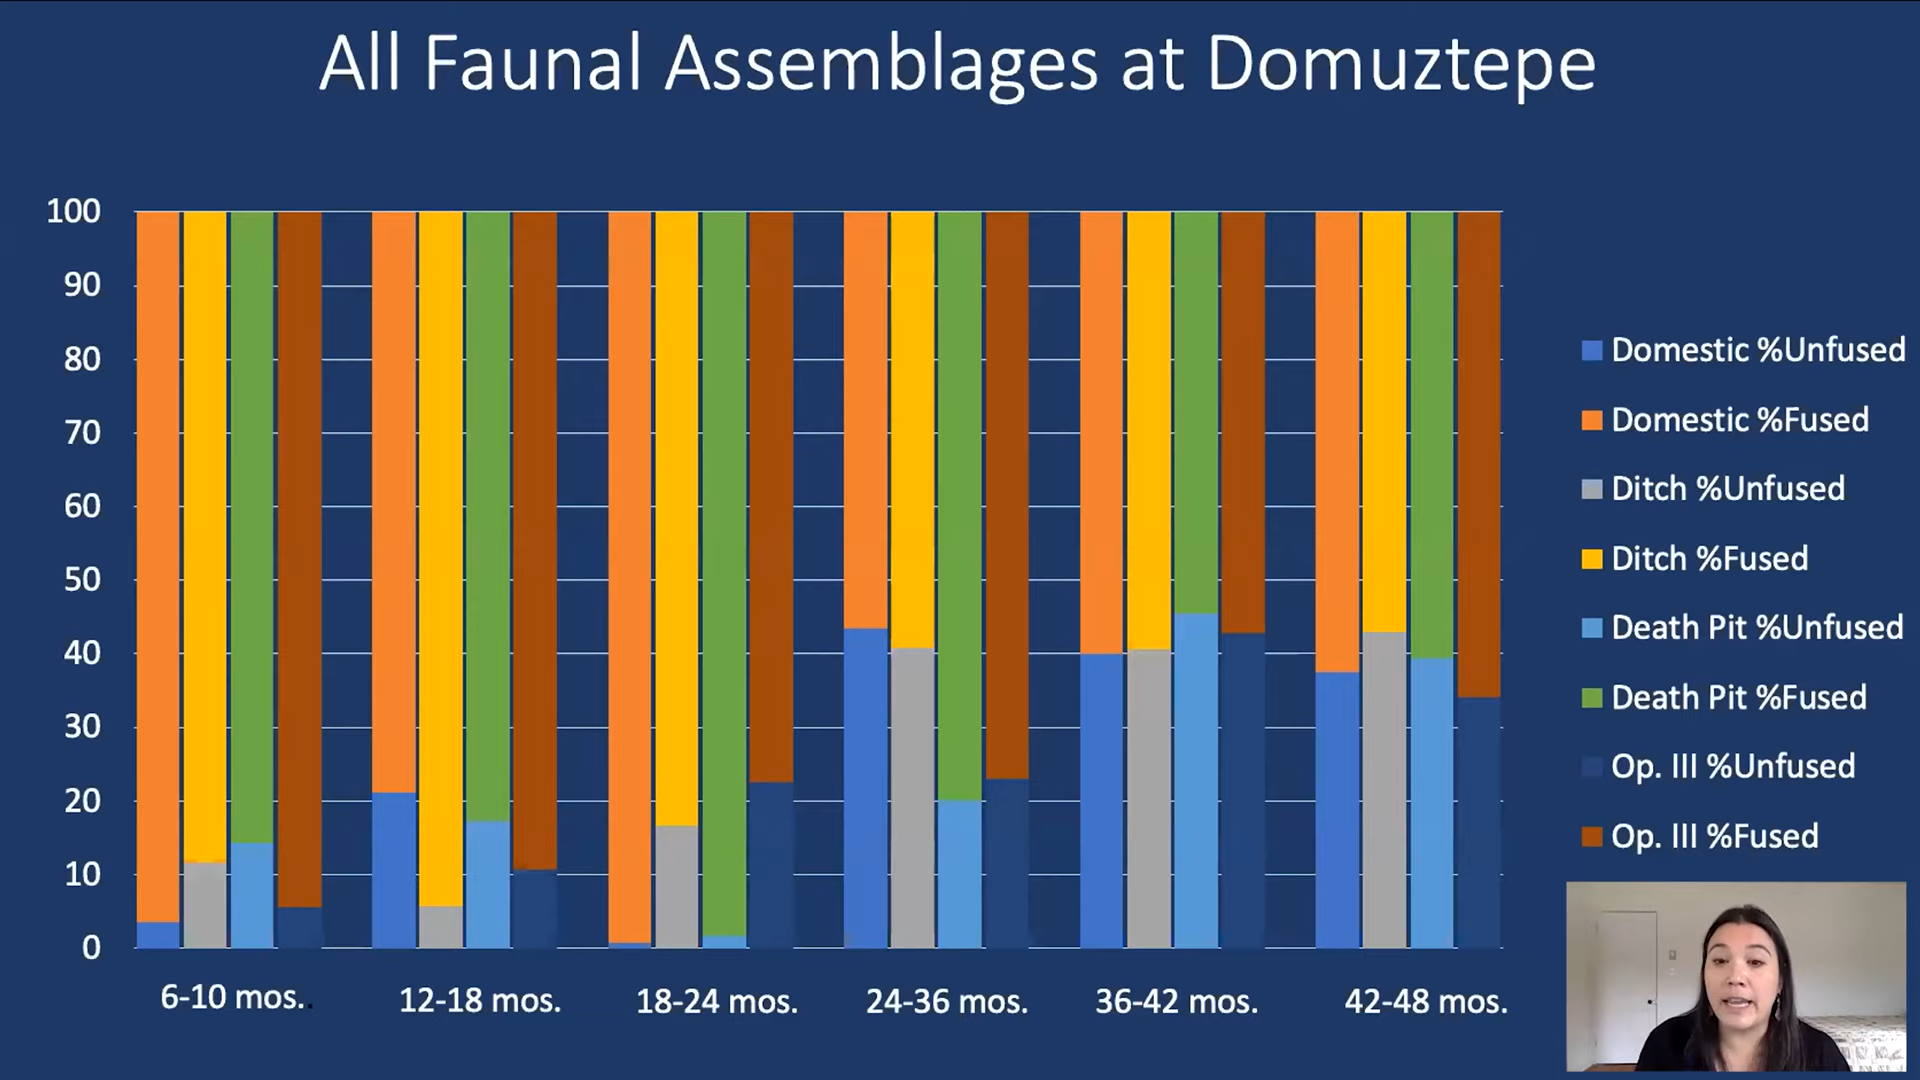 All Faunal Assemblages at Domuztepe
100
90
80
70
60
50
40
30
20
10
0
6-10 mos..
12-18 mos.
18-24 mos.
24-36 mos.
36-42 mos.
42-48 mos.
Domestic %Unfused
Domestic %Fused
Ditch %Unfused
Ditch %Fused
Death Pit %Unfused
Death Pit %Fused
Op. III %Unfused
Op. III %Fused